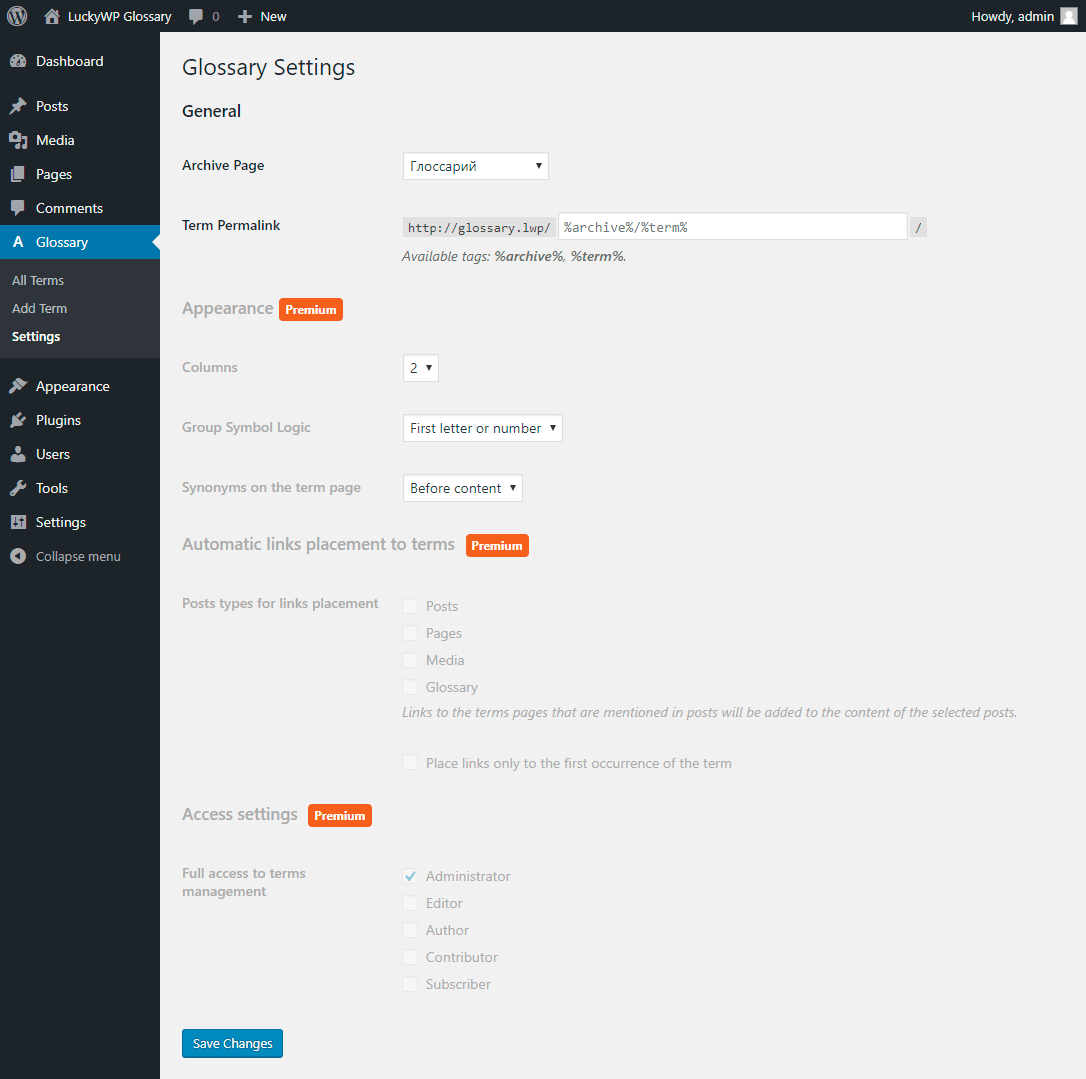 LuckyWP Glossary 0 New Howdy, admin
Dashboard
Posts
Media
Pages
Comments
A Glossary
All Terms
Add Term
Settings
Appearance
Plugins
Users
Tools
Settings
Collapse menu
Glossary Settings
General
Archive Page Глоссарий
Term Permalink http://glossary.lwp/ %archive%/%term% /
Available tags: %archive%, %term%.
Appearance Premium
Columns 2
Group Symbol Logic First letter or number
Synonyms on the term page Before content
Automatic links placement to terms Premium
Posts types for links placement Posts
Pages
Media
Glossary
Links to the terms pages that are mentioned in posts will be added to the content of the selected posts.
Place links only to the first occurrence of the term
Access settings Premium
Full access to terms
management
Administrator
Editor
Author
Contributor
Subscriber
Save Changes